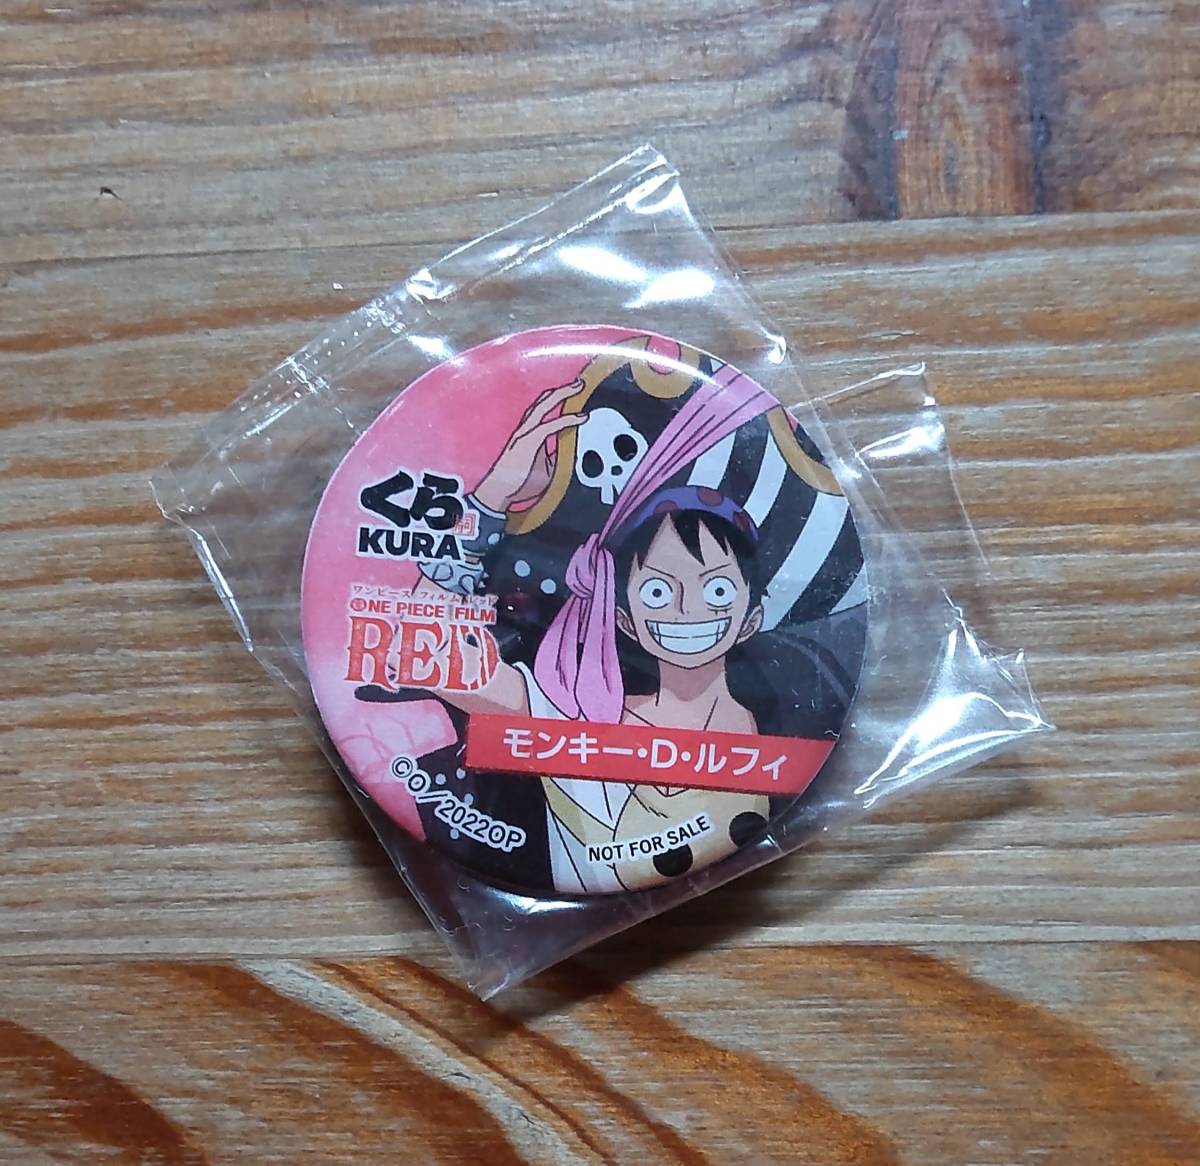 くら
KURA
ワンピース フィルム レッド
ONE PIECE FILM
RED
モンキー・D・ルフィ
©O/2022OP
NOT FOR SALE